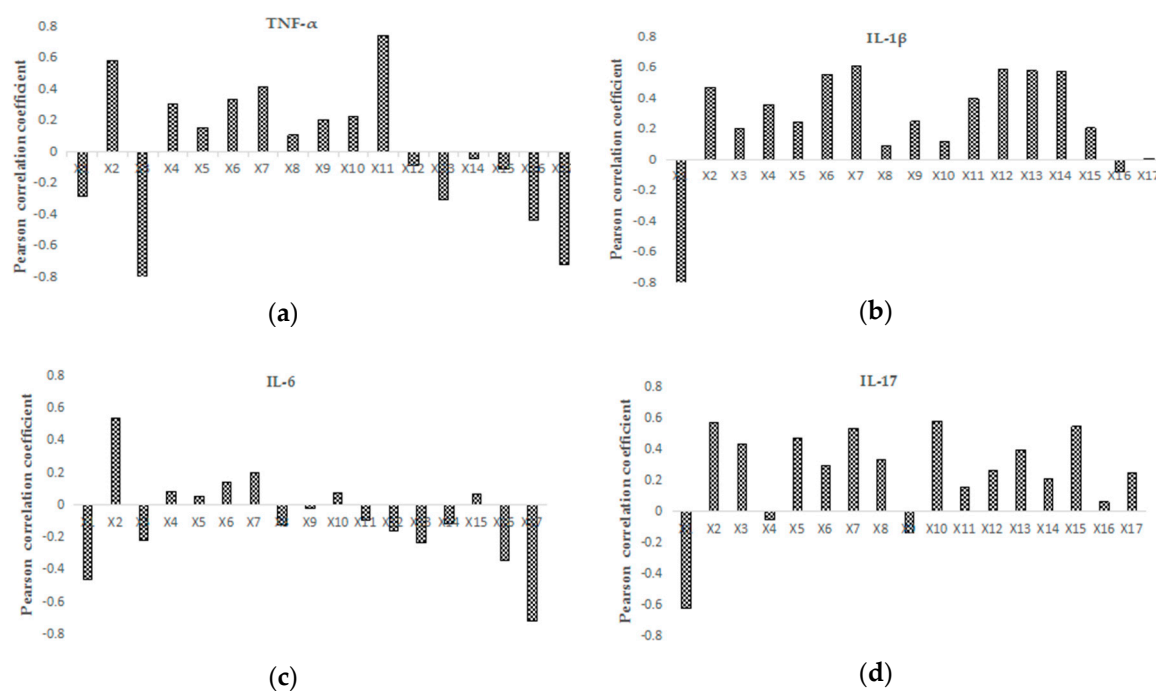 TNF-α
Pearson correlation coefficient
0.8
0.6
0.4
0.2
0
-0.2
-0.4
-0.6
-0.8
X2 X4 X5 X6 X7 X8 X9 X10 X11 X12 X14
(a)
IL-1β
Pearson correlation coefficient
0.8
0.6
0.4
0.2
0
-0.2
-0.4
-0.6
-0.8
X2 X3 X4 X5 X6 X7 X8 X9 X10 X11 X12 X13 X14 X15 X16 X17
(b)
IL-6
Pearson correlation coefficient
0.8
0.6
0.4
0.2
0
-0.2
-0.4
-0.6
-0.8
X2 X4 X5 X6 X7 X9 X10 X11 X15
(c)
IL-17
Pearson correlation coefficient
0.8
0.6
0.4
0.2
0
-0.2
-0.4
-0.6
-0.8
X2 X3 X4 X5 X6 X7 X8 X10 X11 X12 X13 X14 X15 X16 X17
(d)